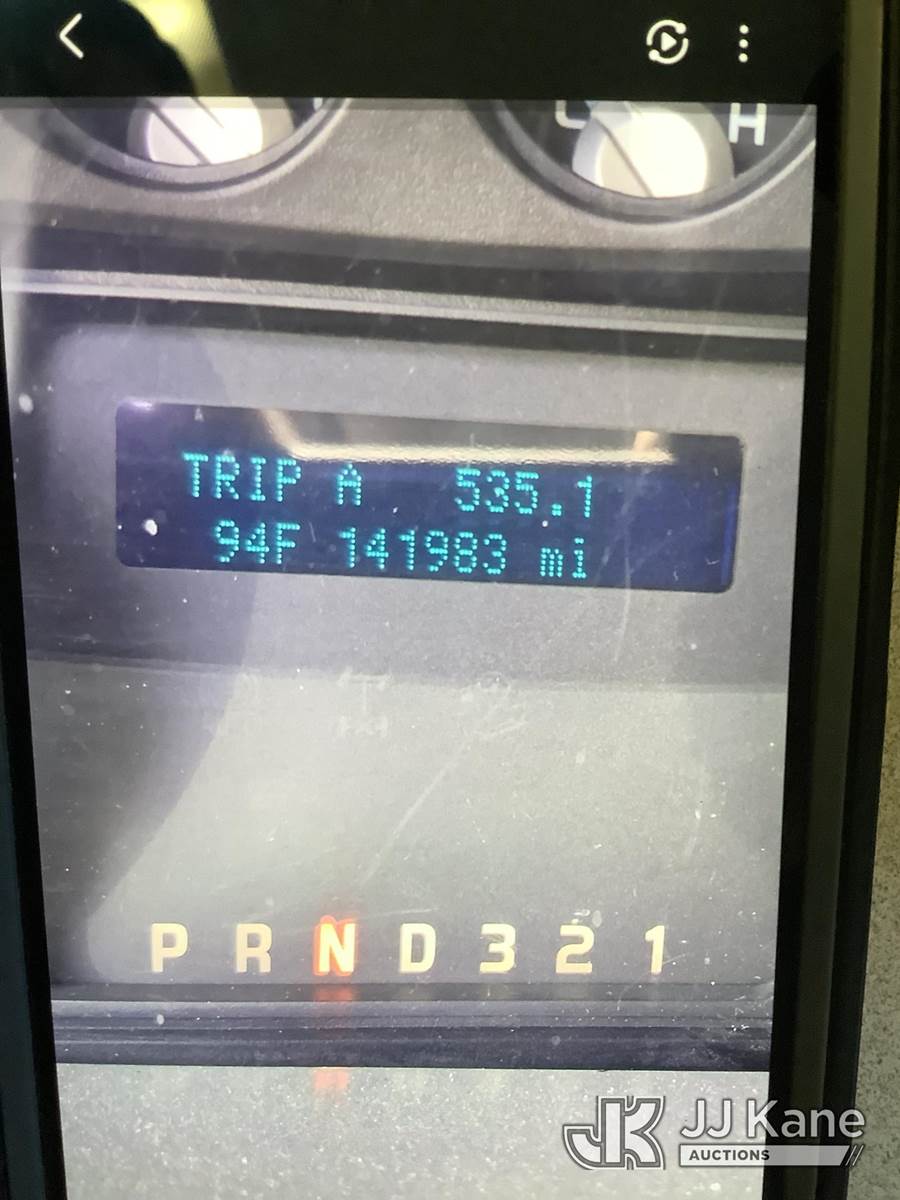 H
TRIP A 535.1
94F 141983 mi
P R N D 3 2 1
JK JJ Kane
AUCTIONS